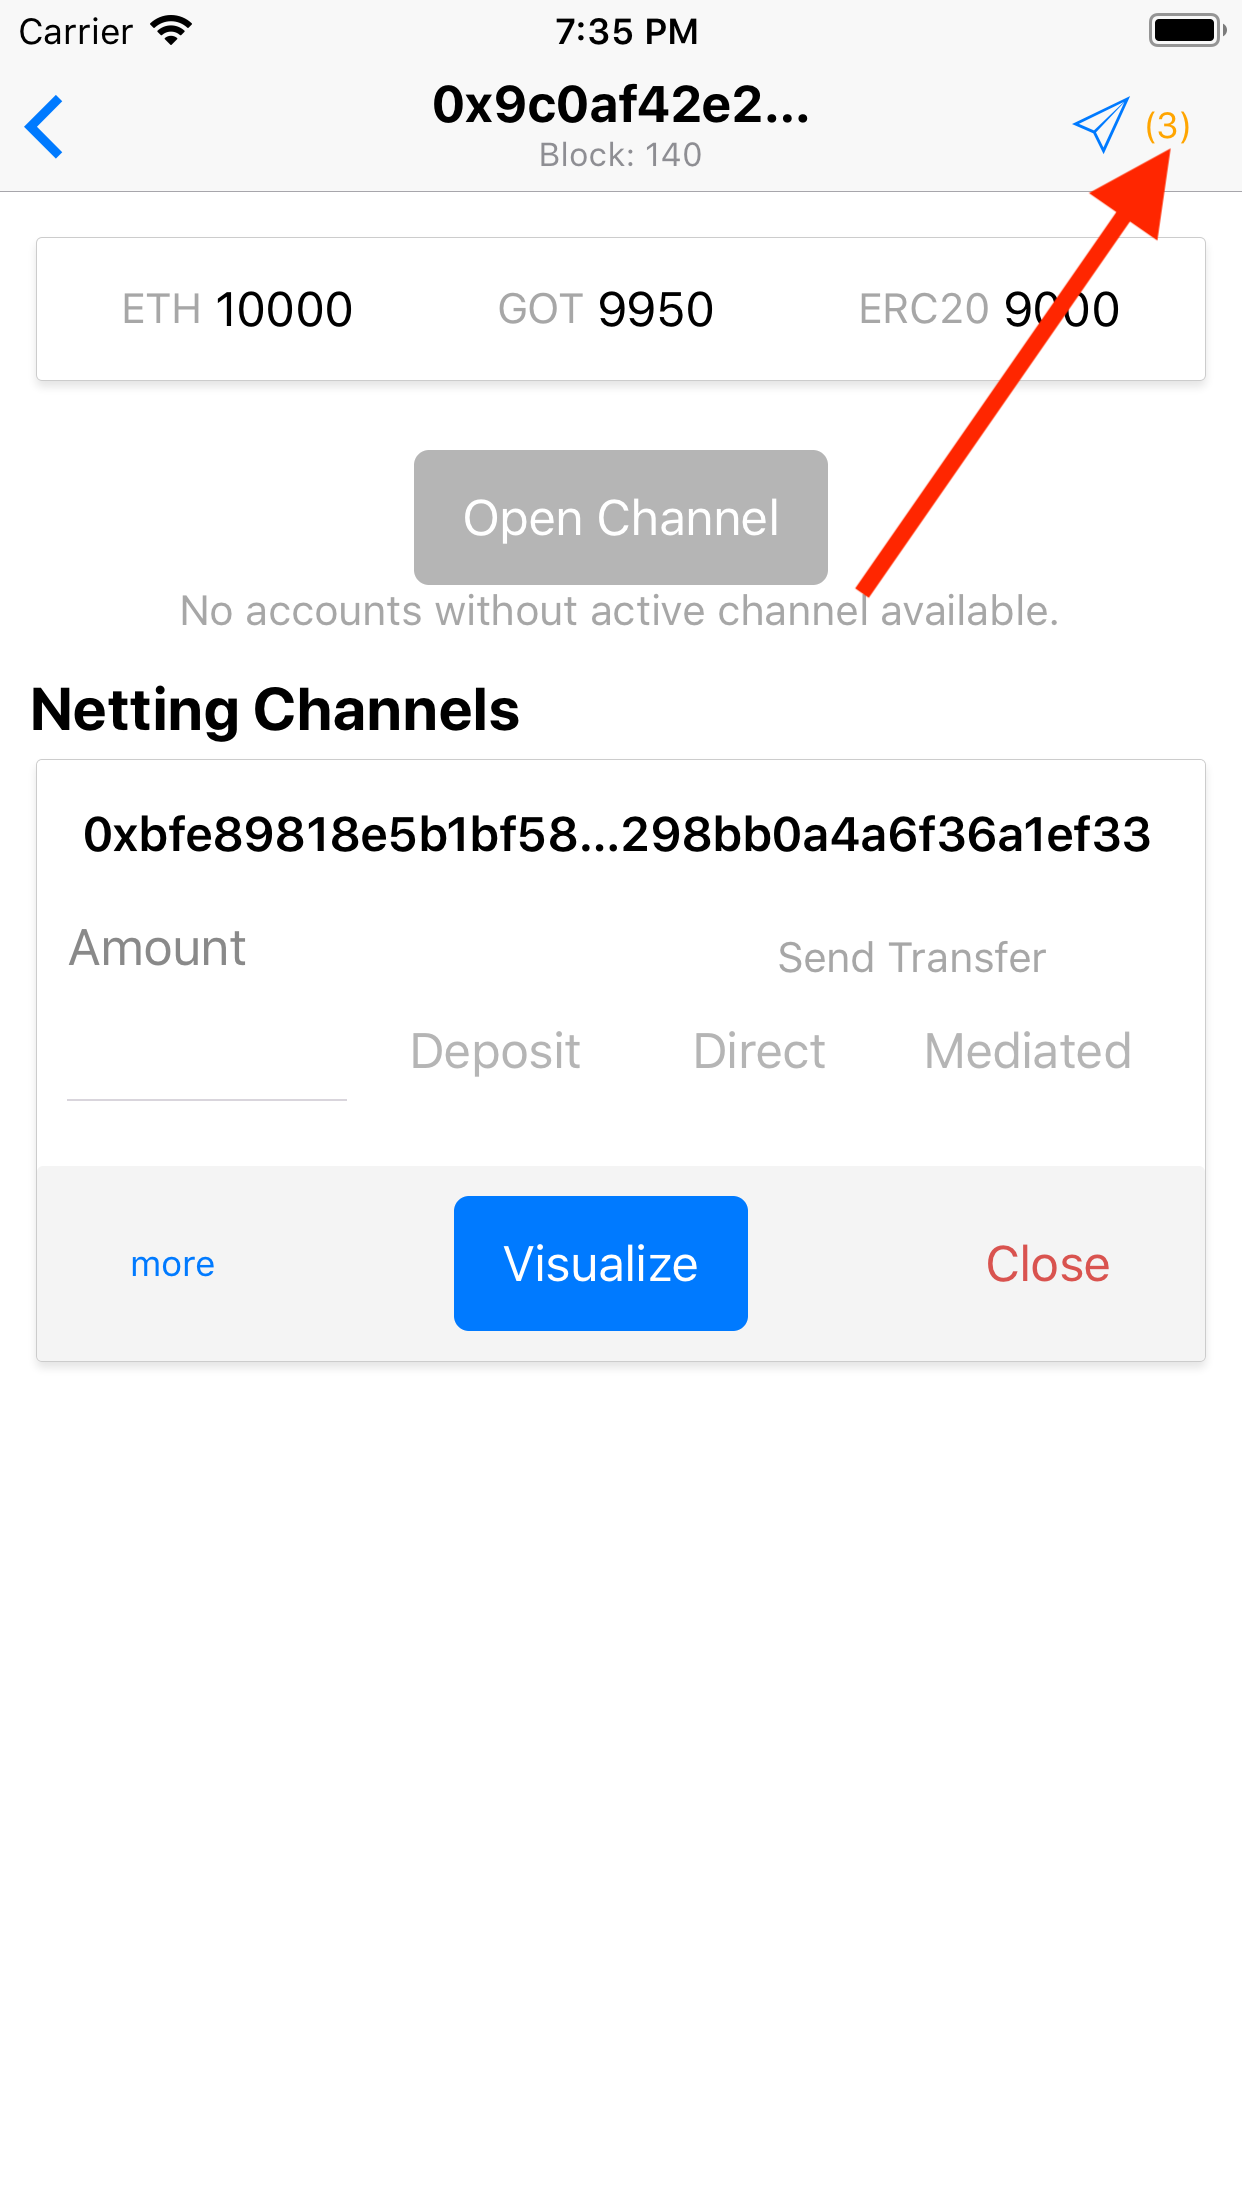 Carrier 7:35 PM
0x9c0af42e2... (3)
Block: 140
ETH 10000 GOT 9950 ERC20 9000
Open Channel
No accounts without active channel available.
Netting Channels
0xbfe89818e5b1bf58...298bb0a4a6f36a1ef33
Amount
Send Transfer
Deposit Direct Mediated
more Visualize Close